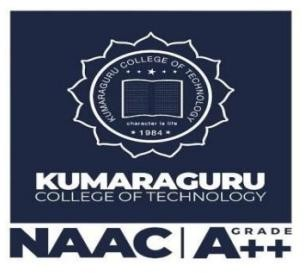 KUMARAGURU COLLEGE OF TECHNOLOGY
character is life
★ 1984 ★
KUMARAGURU
COLLEGE OF TECHNOLOGY
NAAC | A++ GRADE